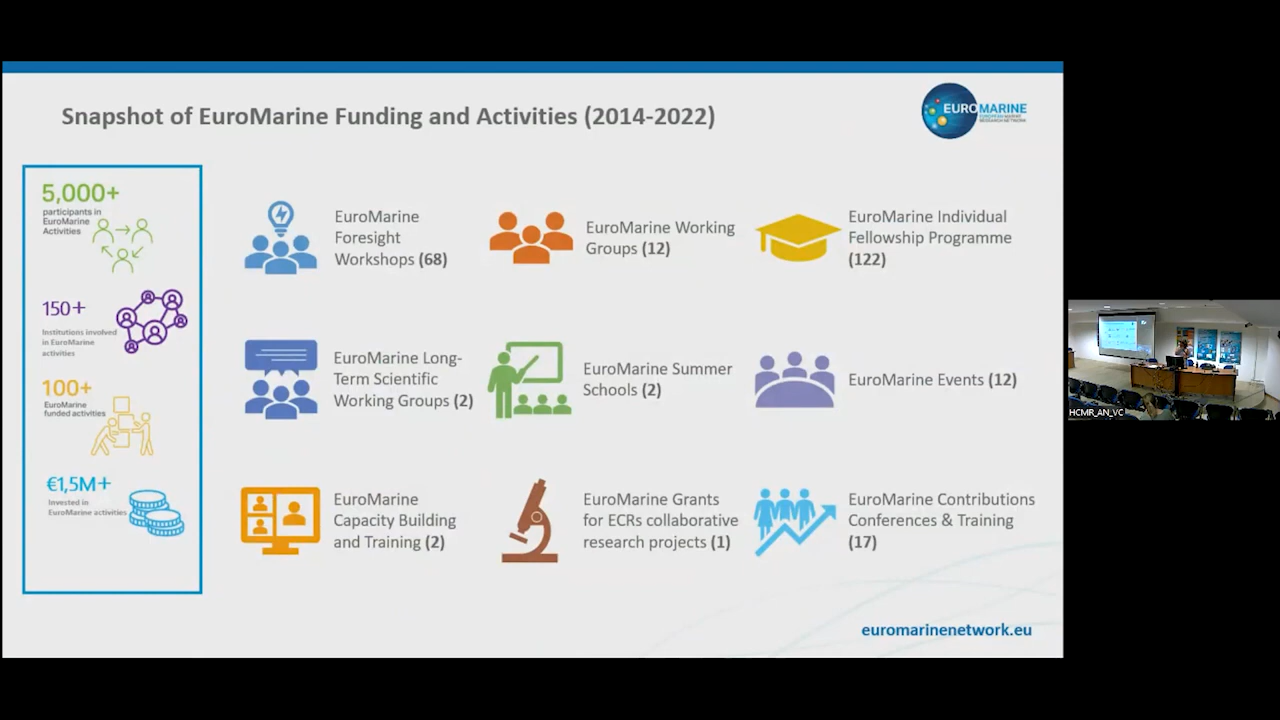 Snapshot of EuroMarine Funding and Activities (2014-2022)
EUROMARINE
EUROPEAN MARINE
RESEARCH NETWORK
5,000+
participants in
EuroMarine
Activities
150+
Institutions involved
in EuroMarine
activities
100+
EuroMarine
funded activities
€1,5M+
Invested in
EuroMarine activities
EuroMarine
Foresight
Workshops (68)
EuroMarine Working
Groups (12)
EuroMarine Individual
Fellowship Programme
(122)
EuroMarine Long-
Term Scientific
Working Groups (2)
EuroMarine Summer
Schools (2)
EuroMarine Events (12)
EuroMarine
Capacity Building
and Training (2)
EuroMarine Grants
for ECRs collaborative
research projects (1)
EuroMarine Contributions
Conferences & Training
(17)
euromarinenetwork.eu
HCMR_AN_VC